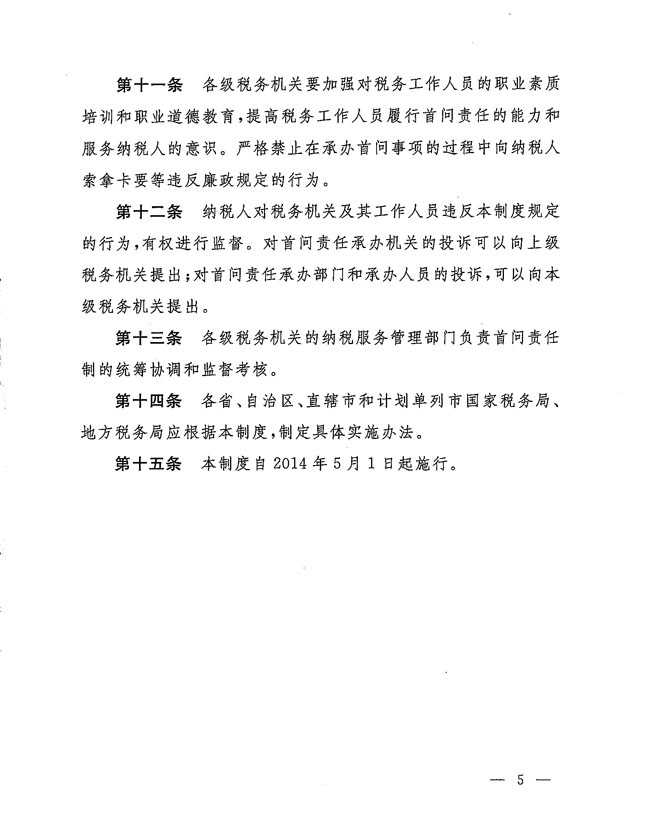 第十一条　各级税务机关要加强对税务工作人员的职业素质
培训和职业道德教育，提高税务工作人员履行首问责任的能力和
服务纳税人的意识。严格禁止在承办首问事项的过程中向纳税人
索拿卡要等违反廉政规定的行为。
第十二条　纳税人对税务机关及其工作人员违反本制度规定
的行为，有权进行监督。对首问责任承办机关的投诉可以向上级
税务机关提出；对首问责任承办部门和承办人员的投诉，可以向本
级税务机关提出。
第十三条　各级税务机关的纳税服务管理部门负责首问责任
制的统筹协调和监督考核。
第十四条　各省、自治区、直辖市和计划单列市国家税务局、
地方税务局应根据本制度，制定具体实施办法。
第十五条　本制度自2014年5月1日起施行。
— 5 —